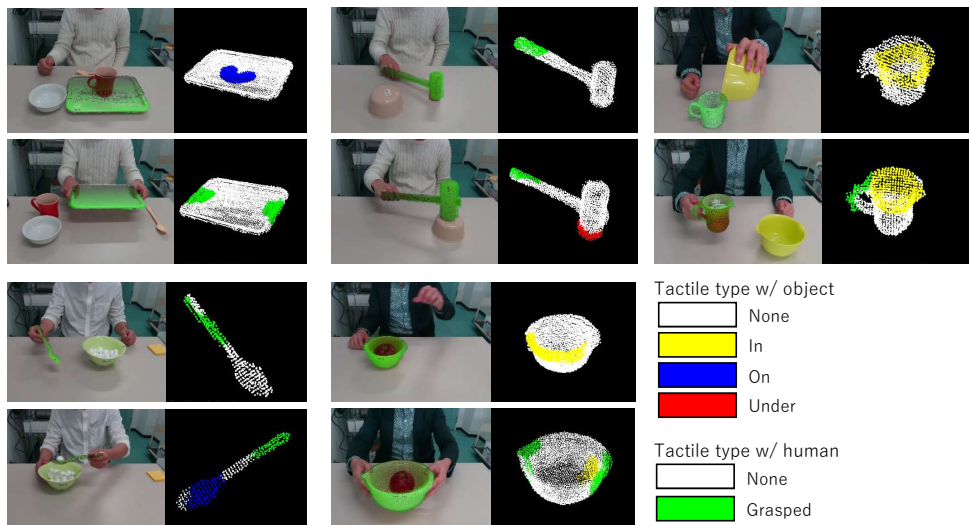 Tactile type w/ object
None
In
On
Under
Tactile type w/ human
None
Grasped